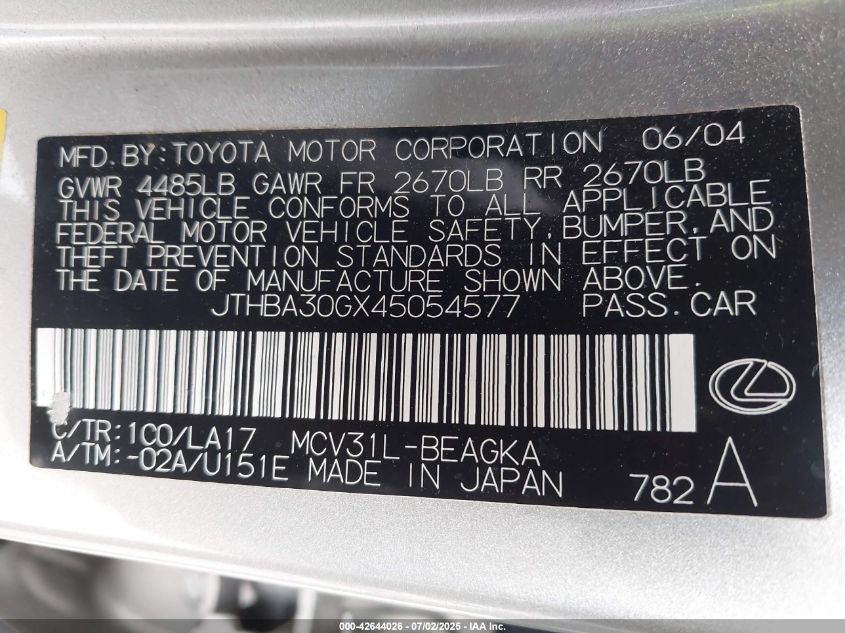 MFD. BY: TOYOTA MOTOR CORPORATION 06/04
GVWR 4485LB GAWR FR 2670LB RR 2670LB
THIS VEHICLE CONFORMS TO ALL APPLICABLE
FEDERAL MOTOR VEHICLE SAFETY, BUMPER, AND
THEFT PREVENTION STANDARDS IN EFFECT ON
THE DATE OF MANUFACTURE SHOWN ABOVE.
JTHBA30GX45054577 PASS. CAR
C/TR: 1C0/LA17 MCV31L-BEAGKA
A/TM: -02A/U151E MADE IN JAPAN
782 A
000-42644026 - 07/02/2025 - IAA Inc.